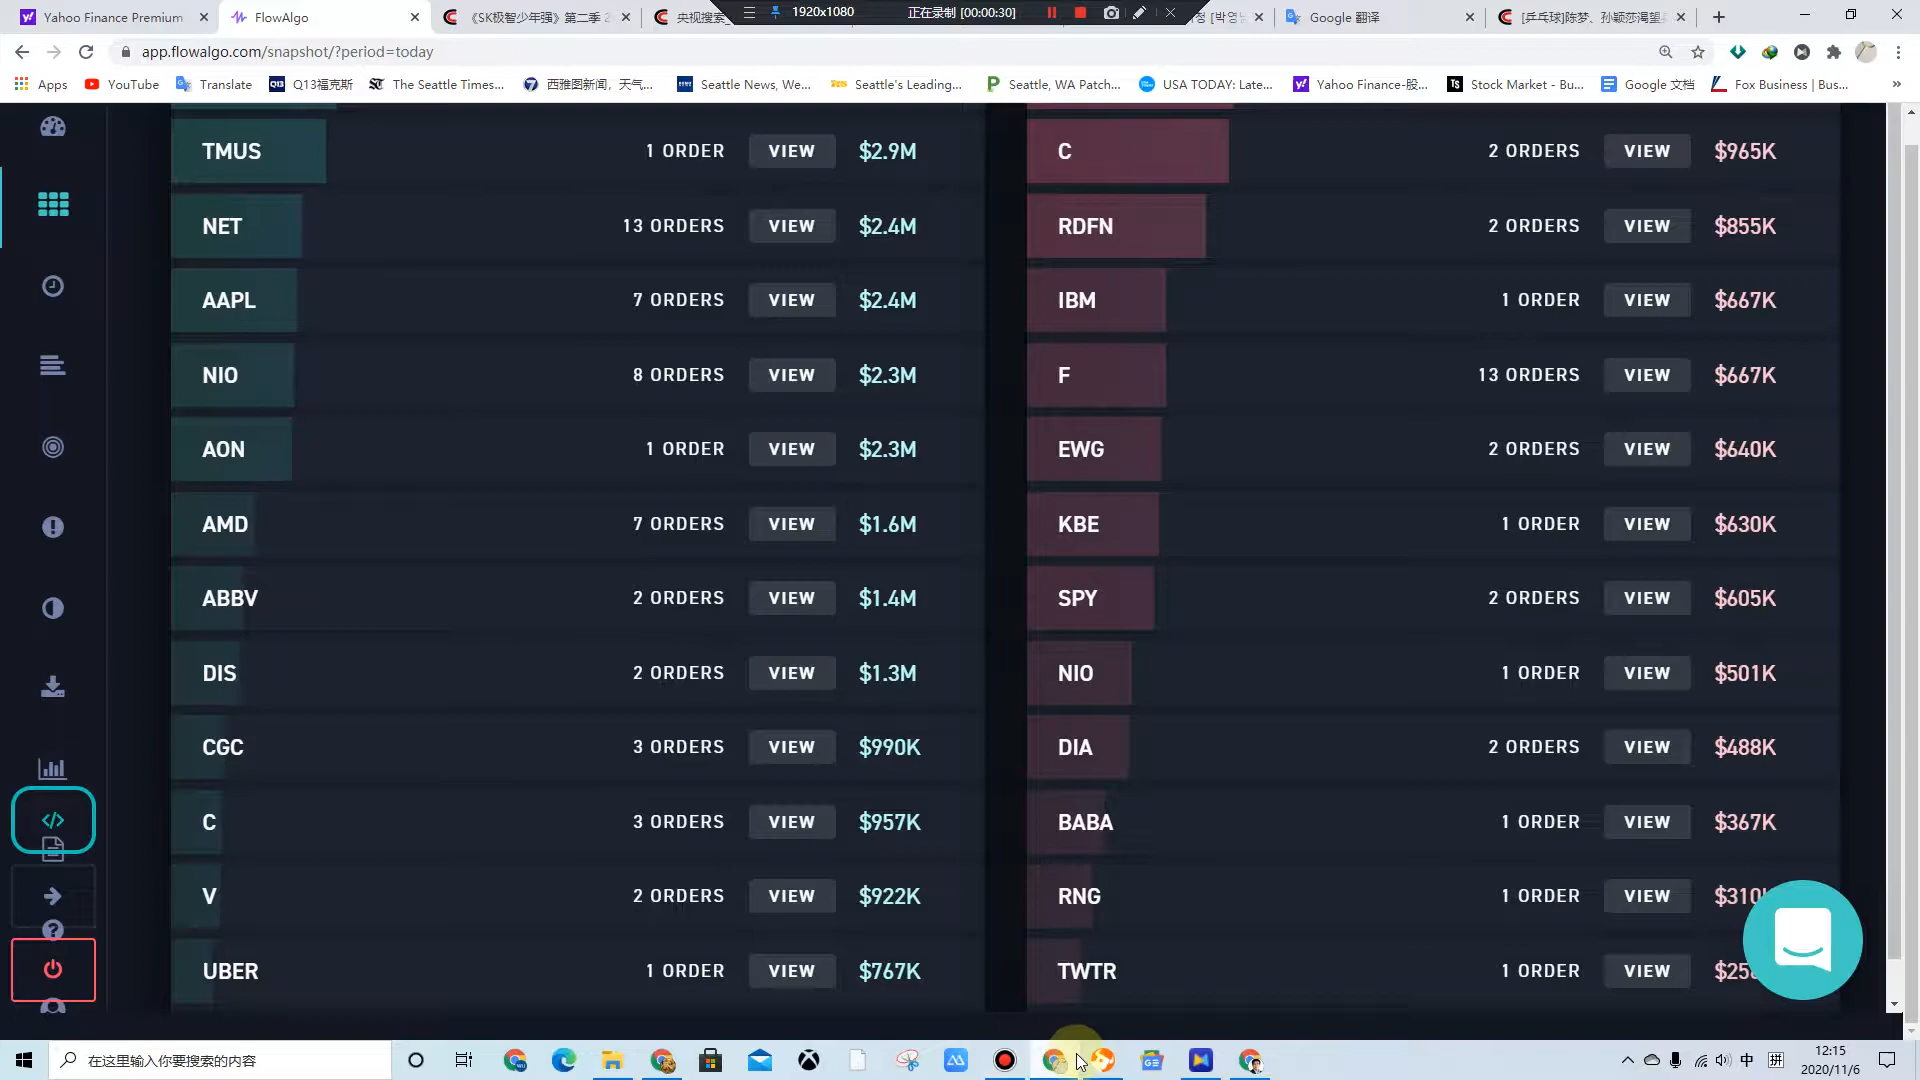 Yahoo Finance Premium
FlowAlgo
《SK极智少年强》第二季 2
央视搜索_
1920x1080
正在录制 [00:00:30]
Google 翻译
[乒乓球]陈梦、孙颖莎渴望
app.flowalgo.com/snapshot/?period=today
Apps
YouTube
Translate
Q13福克斯
The Seattle Times...
西雅图新闻，天气...
Seattle News, We...
Seattle's Leading...
Seattle, WA Patch...
USA TODAY: Late...
Yahoo Finance-股...
Stock Market - Bu...
Google 文档
Fox Business | Bus...
»
TMUS 1 ORDER VIEW $2.9M
C 2 ORDERS VIEW $965K
NET 13 ORDERS VIEW $2.4M
RDFN 2 ORDERS VIEW $855K
AAPL 7 ORDERS VIEW $2.4M
IBM 1 ORDER VIEW $667K
NIO 8 ORDERS VIEW $2.3M
F 13 ORDERS VIEW $667K
AON 1 ORDER VIEW $2.3M
EWG 2 ORDERS VIEW $640K
AMD 7 ORDERS VIEW $1.6M
KBE 1 ORDER VIEW $630K
ABBV 2 ORDERS VIEW $1.4M
SPY 2 ORDERS VIEW $605K
DIS 2 ORDERS VIEW $1.3M
NIO 1 ORDER VIEW $501K
CGC 3 ORDERS VIEW $990K
DIA 2 ORDERS VIEW $488K
C 3 ORDERS VIEW $957K
BABA 1 ORDER VIEW $367K
V 2 ORDERS VIEW $922K
RNG 1 ORDER VIEW $310K
UBER 1 ORDER VIEW $767K
TWTR 1 ORDER VIEW
在这里输入你要搜索的内容
中
拼
12:15
2020/11/6